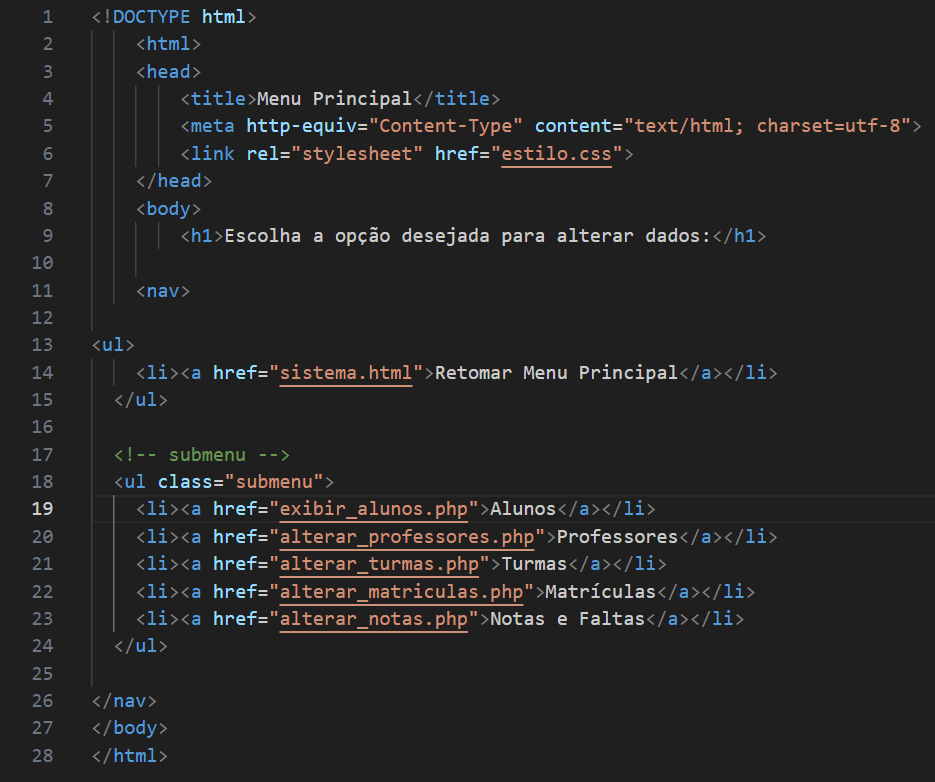 1 <!DOCTYPE html>
2 <html>
3 <head>
4 <title>Menu Principal</title>
5 <meta http-equiv="Content-Type" content="text/html; charset=utf-8">
6 <link rel="stylesheet" href="estilo.css">
7 </head>
8 <body>
9 <h1>Escolha a opção desejada para alterar dados:</h1>
10
11 <nav>
12
13 <ul>
14 <li><a href="sistema.html">Retomar Menu Principal</a></li>
15 </ul>
16
17 <!-- submenu -->
18 <ul class="submenu">
19 <li><a href="exibir_alunos.php">Alunos</a></li>
20 <li><a href="alterar_professores.php">Professores</a></li>
21 <li><a href="alterar_turmas.php">Turmas</a></li>
22 <li><a href="alterar_matriculas.php">Matrículas</a></li>
23 <li><a href="alterar_notas.php">Notas e Faltas</a></li>
24 </ul>
25
26 </nav>
27 </body>
28 </html>